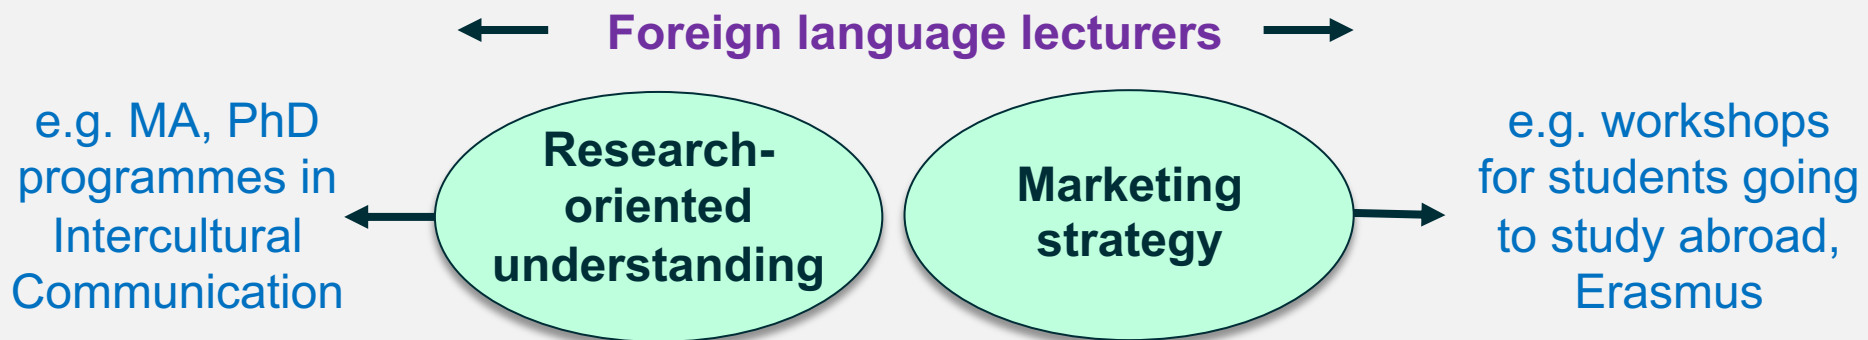 Foreign language lecturers
e.g. MA, PhD
programmes in
Intercultural
Communication
Research-
oriented
understanding
Marketing
strategy
e.g. workshops
for students going
to study abroad,
Erasmus